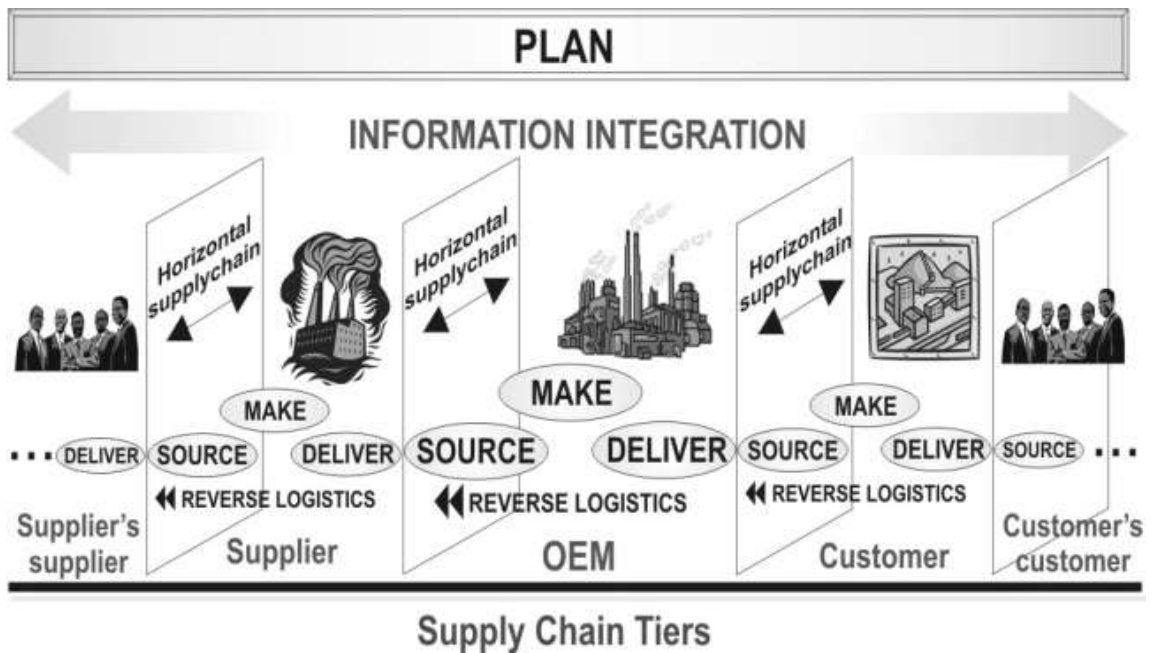 PLAN
INFORMATION INTEGRATION
Horizontal
supplychain
Horizontal
supplychain
Horizontal
supplychain
MAKE
MAKE
MAKE
... DELIVER SOURCE DELIVER SOURCE DELIVER SOURCE DELIVER SOURCE ...
REVERSE LOGISTICS
REVERSE LOGISTICS
REVERSE LOGISTICS
Supplier's
supplier
Supplier
OEM
Customer
Customer's
customer
Supply Chain Tiers